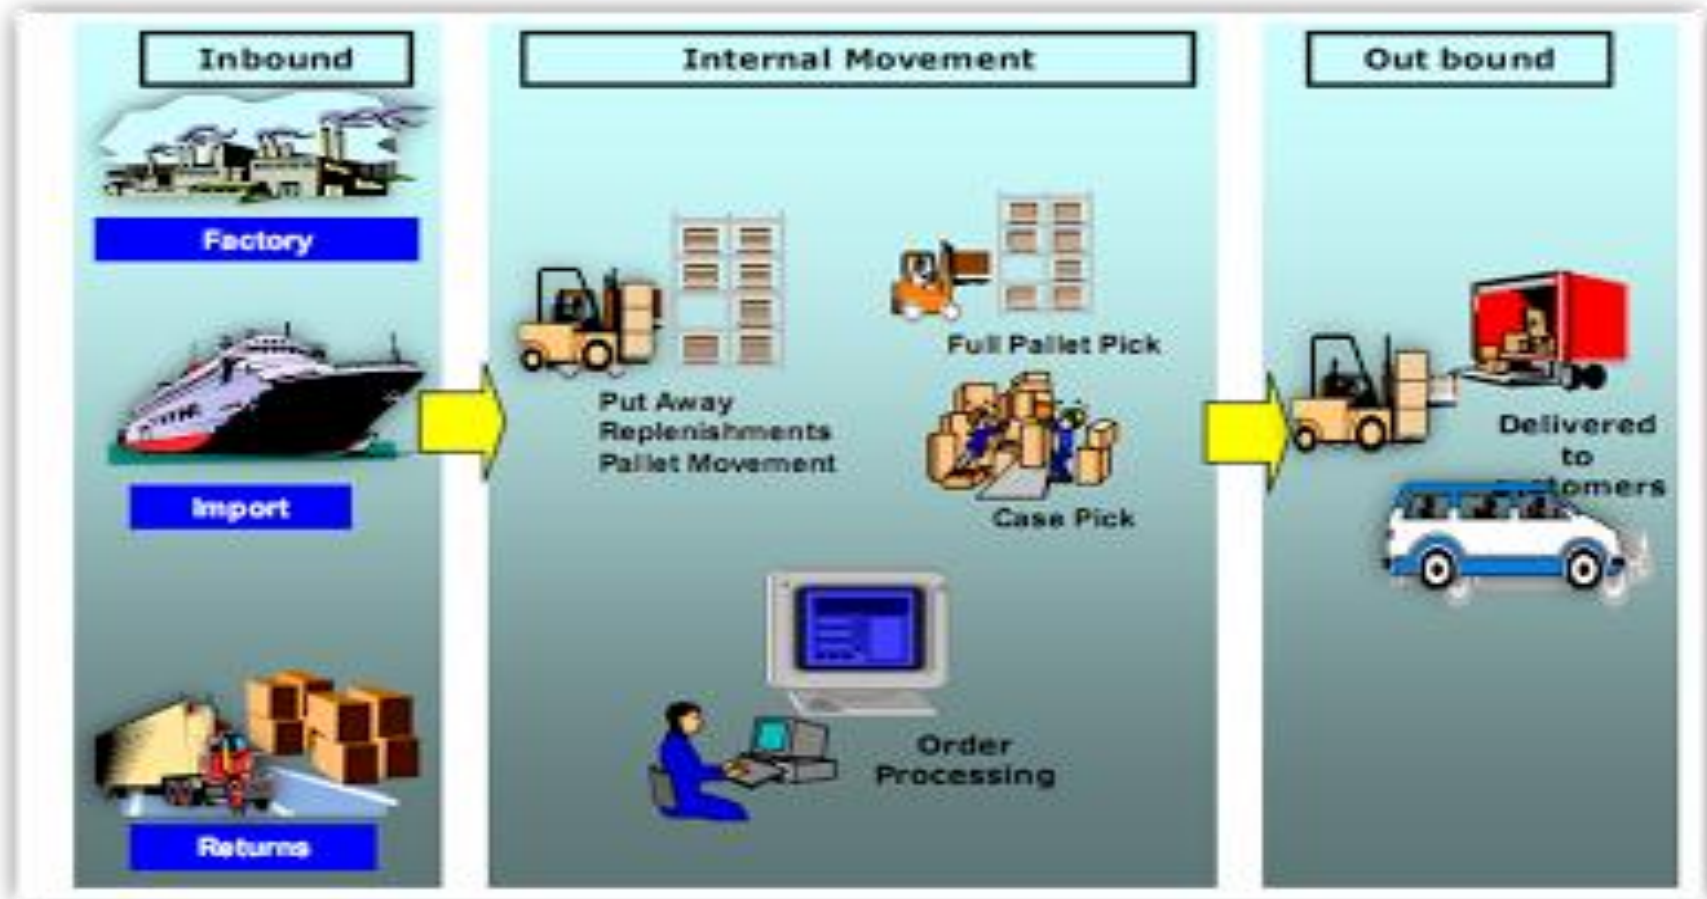 Inbound
Factory
Import
Returns
Internal Movement
Put Away
Replenishments
Pallet Movement
Full Pallet Pick
Case Pick
Order
Processing
Out bound
Delivered
to